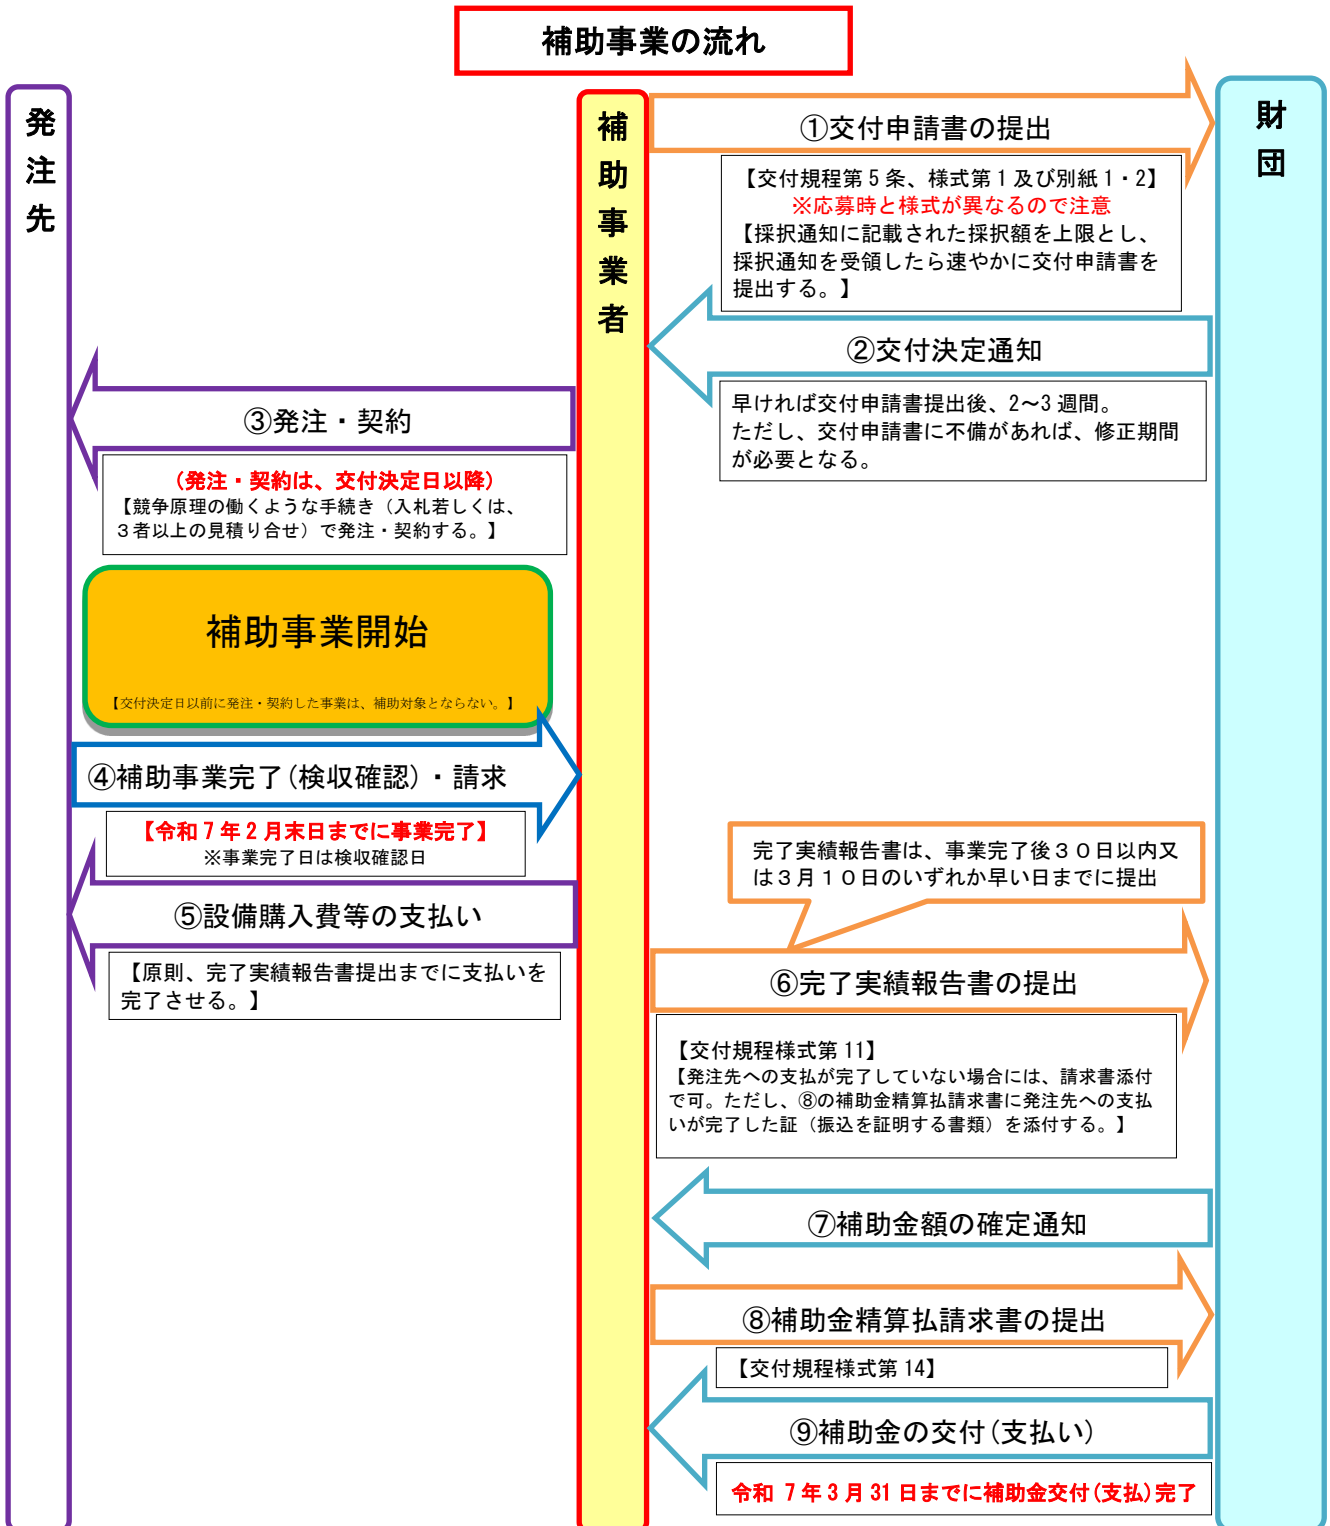 補助事業の流れ
発注先
補助事業者
財団
①交付申請書の提出
【交付規程第5条、様式第1及び別紙1・2】
※応募時と様式が異なるので注意
【採択通知に記載された採択額を上限とし、
採択通知を受領したら速やかに交付申請書を
提出する。】
②交付決定通知
早ければ交付申請書提出後、2～3週間。
ただし、交付申請書に不備があれば、修正期間
が必要となる。
③発注・契約
(発注・契約は、交付決定日以降)
【競争原理の働くような手続き（入札若しくは、
３者以上の見積り合せ）で発注・契約する。】
補助事業開始
【交付決定日以前に発注・契約した事業は、補助対象とならない。】
④補助事業完了(検収確認)・請求
【令和7年2月末日までに事業完了】
※事業完了日は検収確認日
⑤設備購入費等の支払い
【原則、完了実績報告書提出までに支払いを
完了させる。】
完了実績報告書は、事業完了後３０日以内又
は３月１０日のいずれか早い日までに提出
⑥完了実績報告書の提出
【交付規程様式第11】
【発注先への支払が完了していない場合には、請求書添付
で可。ただし、⑧の補助金精算払請求書に発注先への支払
いが完了した証（振込を証明する書類）を添付する。】
⑦補助金額の確定通知
⑧補助金精算払請求書の提出
【交付規程様式第14】
⑨補助金の交付(支払い)
令和 7年3月31日までに補助金交付(支払)完了